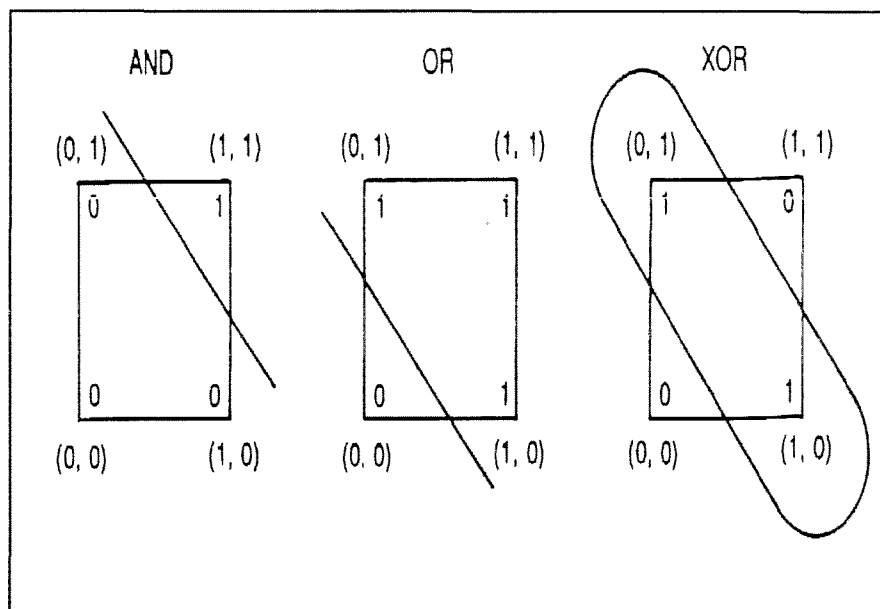 AND OR XOR
(0, 1) (1, 1) (0, 1) (1, 1) (0, 1) (1, 1)
0 1 1 1 1 0
0 0 0 1 0 1
(0, 0) (1, 0) (0, 0) (1, 0) (0, 0) (1, 0)